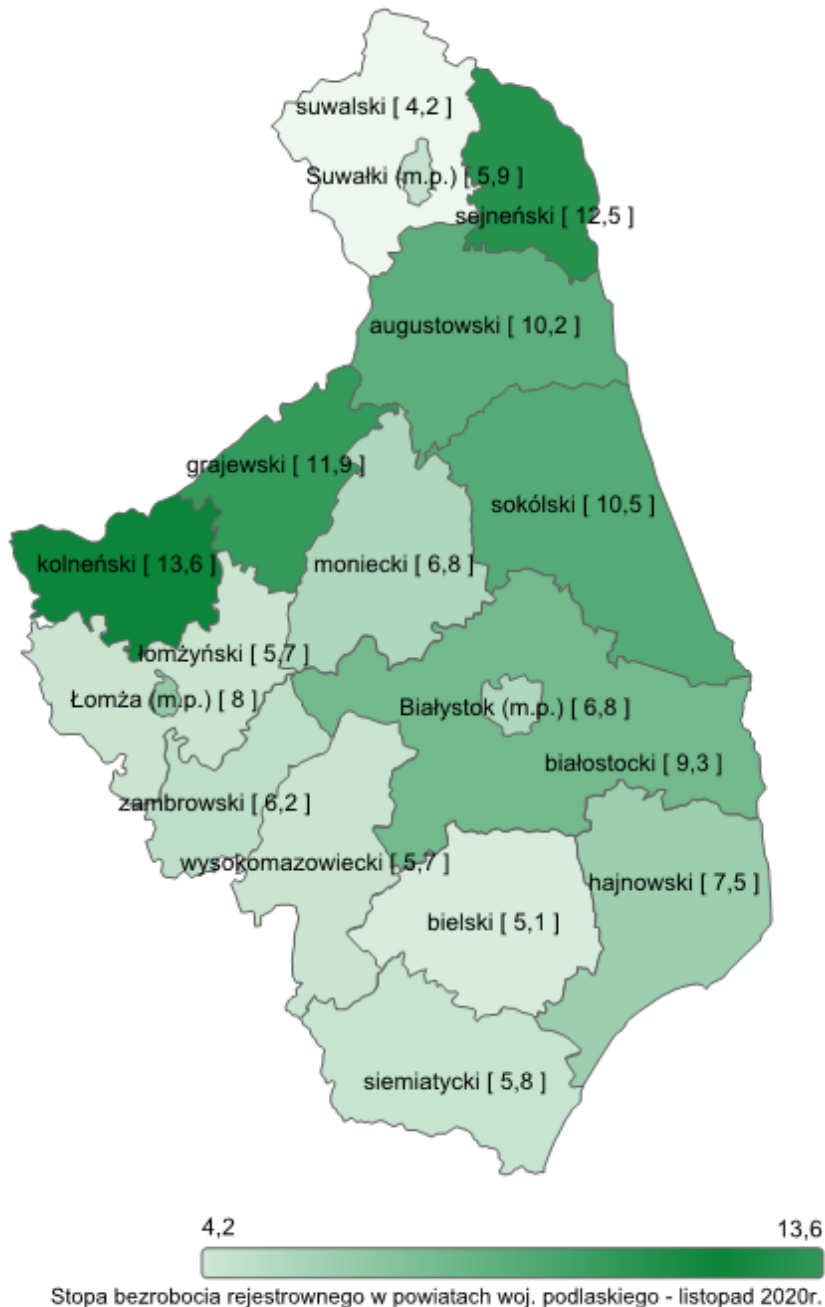 suwalski [ 4,2 ]
Suwałki (m.p.) [ 5,9 ]
sejneński [ 12,5 ]
augustowski [ 10,2 ]
grajewski [ 11,9 ]
sokólski [ 10,5 ]
kolneński [ 13,6 ]
moniecki [ 6,8 ]
łomżyński [ 5,7 ]
Łomża (m.p.) [ 8 ]
Białystok (m.p.) [ 6,8 ]
białostocki [ 9,3 ]
zambrowski [ 6,2 ]
wysokomazowiecki [ 5,7 ]
hajnowski [ 7,5 ]
bielski [ 5,1 ]
siemiatycki [ 5,8 ]
4,2 13,6
Stopa bezrobocia rejestrownego w powiatach woj. podlaskiego - listopad 2020r.